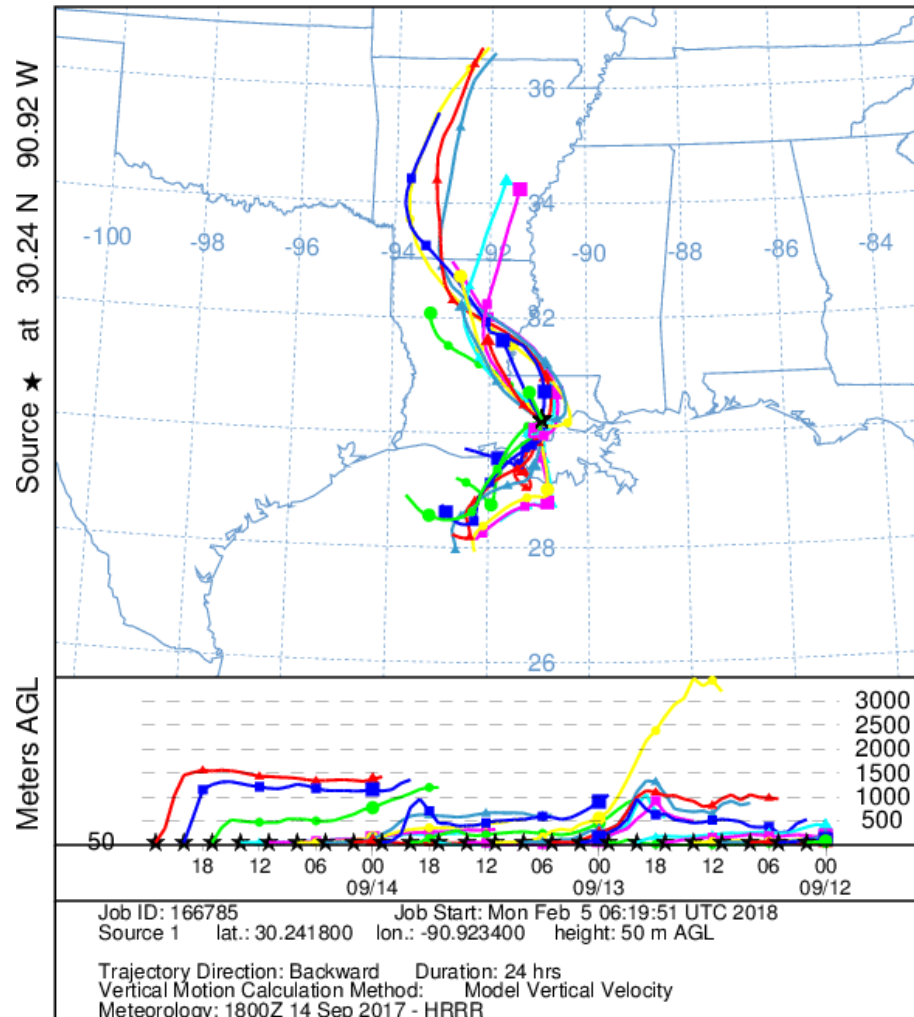 Source ★ at 30.24 N 90.92 W
36
34
-100 -98 -96 -94 -92 -90 -88 -86 -84
32
28
26
Meters AGL
3000
2500
2000
1500
1000
500
50
18 12 06 00 18 12 06 00 18 12 06 00
09/14 09/13 09/12
Job ID: 166785 Job Start: Mon Feb 5 06:19:51 UTC 2018
Source 1 lat.: 30.241800 lon.: -90.923400 height: 50 m AGL
Trajectory Direction: Backward Duration: 24 hrs
Vertical Motion Calculation Method: Model Vertical Velocity
Meteorology: 1800Z 14 Sep 2017 - HRRR